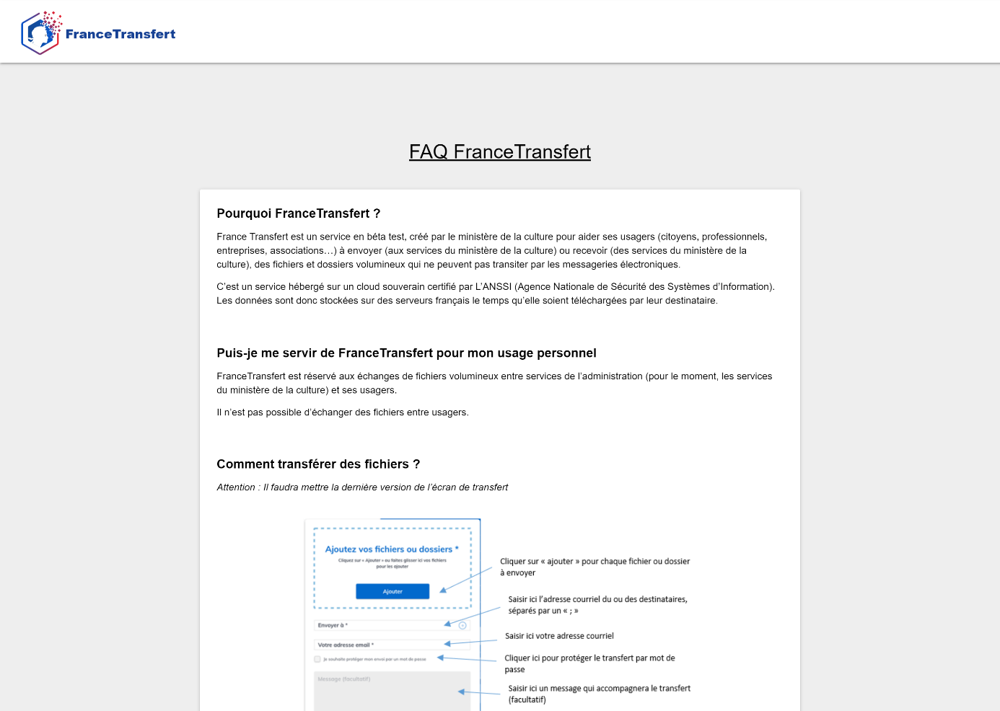 FranceTransfert
FAQ FranceTransfert
Pourquoi FranceTransfert ?
France Transfert est un service en béta test, créé par le ministère de la culture pour aider ses usagers (citoyens, professionnels,
entreprises, associations…) à envoyer (aux services du ministère de la culture) ou recevoir (des services du ministère de la
culture), des fichiers et dossiers volumineux qui ne peuvent pas transiter par les messageries électroniques.
C’est un service hébergé sur un cloud souverain certifié par L’ANSSI (Agence Nationale de Sécurité des Systèmes d’Information).
Les données sont donc stockées sur des serveurs français le temps qu’elle soient téléchargées par leur destinataire.
Puis-je me servir de FranceTransfert pour mon usage personnel
FranceTransfert est réservé aux échanges de fichiers volumineux entre services de l’administration (pour le moment, les services
du ministère de la culture) et ses usagers.
Il n’est pas possible d’échanger des fichiers entre usagers.
Comment transférer des fichiers ?
Attention : Il faudra mettre la dernière version de l’écran de transfert
Ajoutez vos fichiers ou dossiers *
Cliquez sur « Ajouter » ou faites glisser ici vos fichiers
pour les ajouter
Ajouter
Cliquer sur « ajouter » pour chaque fichier ou dossier
à envoyer
Saisir ici l’adresse courriel du ou des destinataires,
séparés par un « ; »
Envoyer à *
Saisir ici votre adresse courriel
Votre adresse email *
Cliquer ici pour protéger le transfert par mot de
passe
Je souhaite protéger mon envoi par un mot de passe
Message (facultatif)
Saisir ici un message qui accompagnera le transfert
(facultatif)